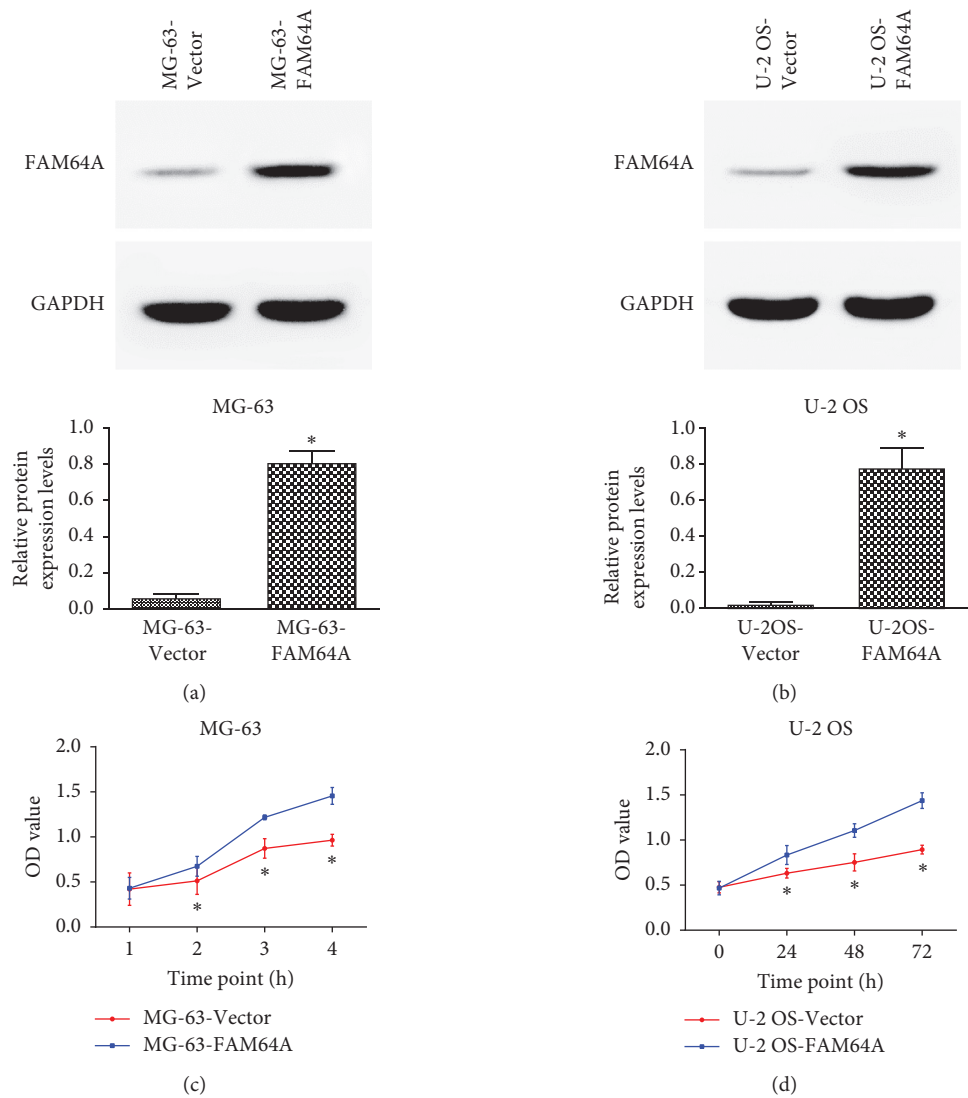 MG-63-
Vector
MG-63-
FAM64A
FAM64A
GAPDH
MG-63
Relative protein
expression levels
1.0
0.8
0.6
0.4
0.2
0.0
*
MG-63-
Vector
MG-63-
FAM64A
(a)
U-2 OS-
Vector
U-2 OS-
FAM64A
FAM64A
GAPDH
U-2 OS
Relative protein
expression levels
1.0
0.8
0.6
0.4
0.2
0.0
*
U-2OS-
Vector
U-2OS-
FAM64A
(b)
MG-63
OD value
2.0
1.5
1.0
0.5
0.0
* * *
1 2 3 4
Time point (h)
MG-63-Vector
MG-63-FAM64A
(c)
U-2 OS
OD value
2.0
1.5
1.0
0.5
0.0
* * *
0 24 48 72
Time point (h)
U-2 OS-Vector
U-2 OS-FAM64A
(d)